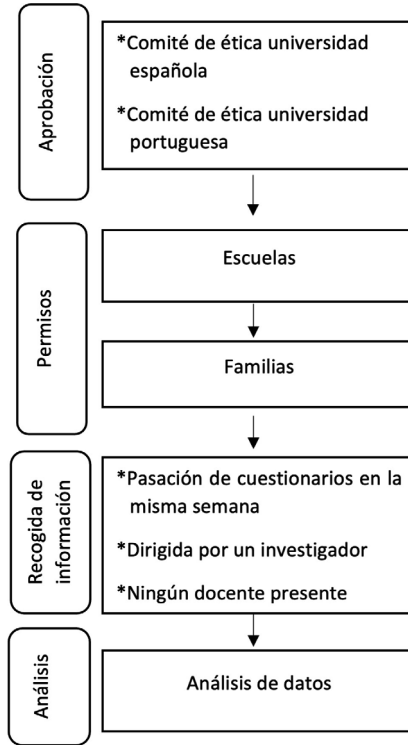 Aprobación
*Comité de ética universidad
española
*Comité de ética universidad
portuguesa
Permisos
Escuelas
Familias
Recogida de
información
*Pasación de cuestionarios en la
misma semana
*Dirigida por un investigador
*Ningún docente presente
Análisis
Análisis de datos